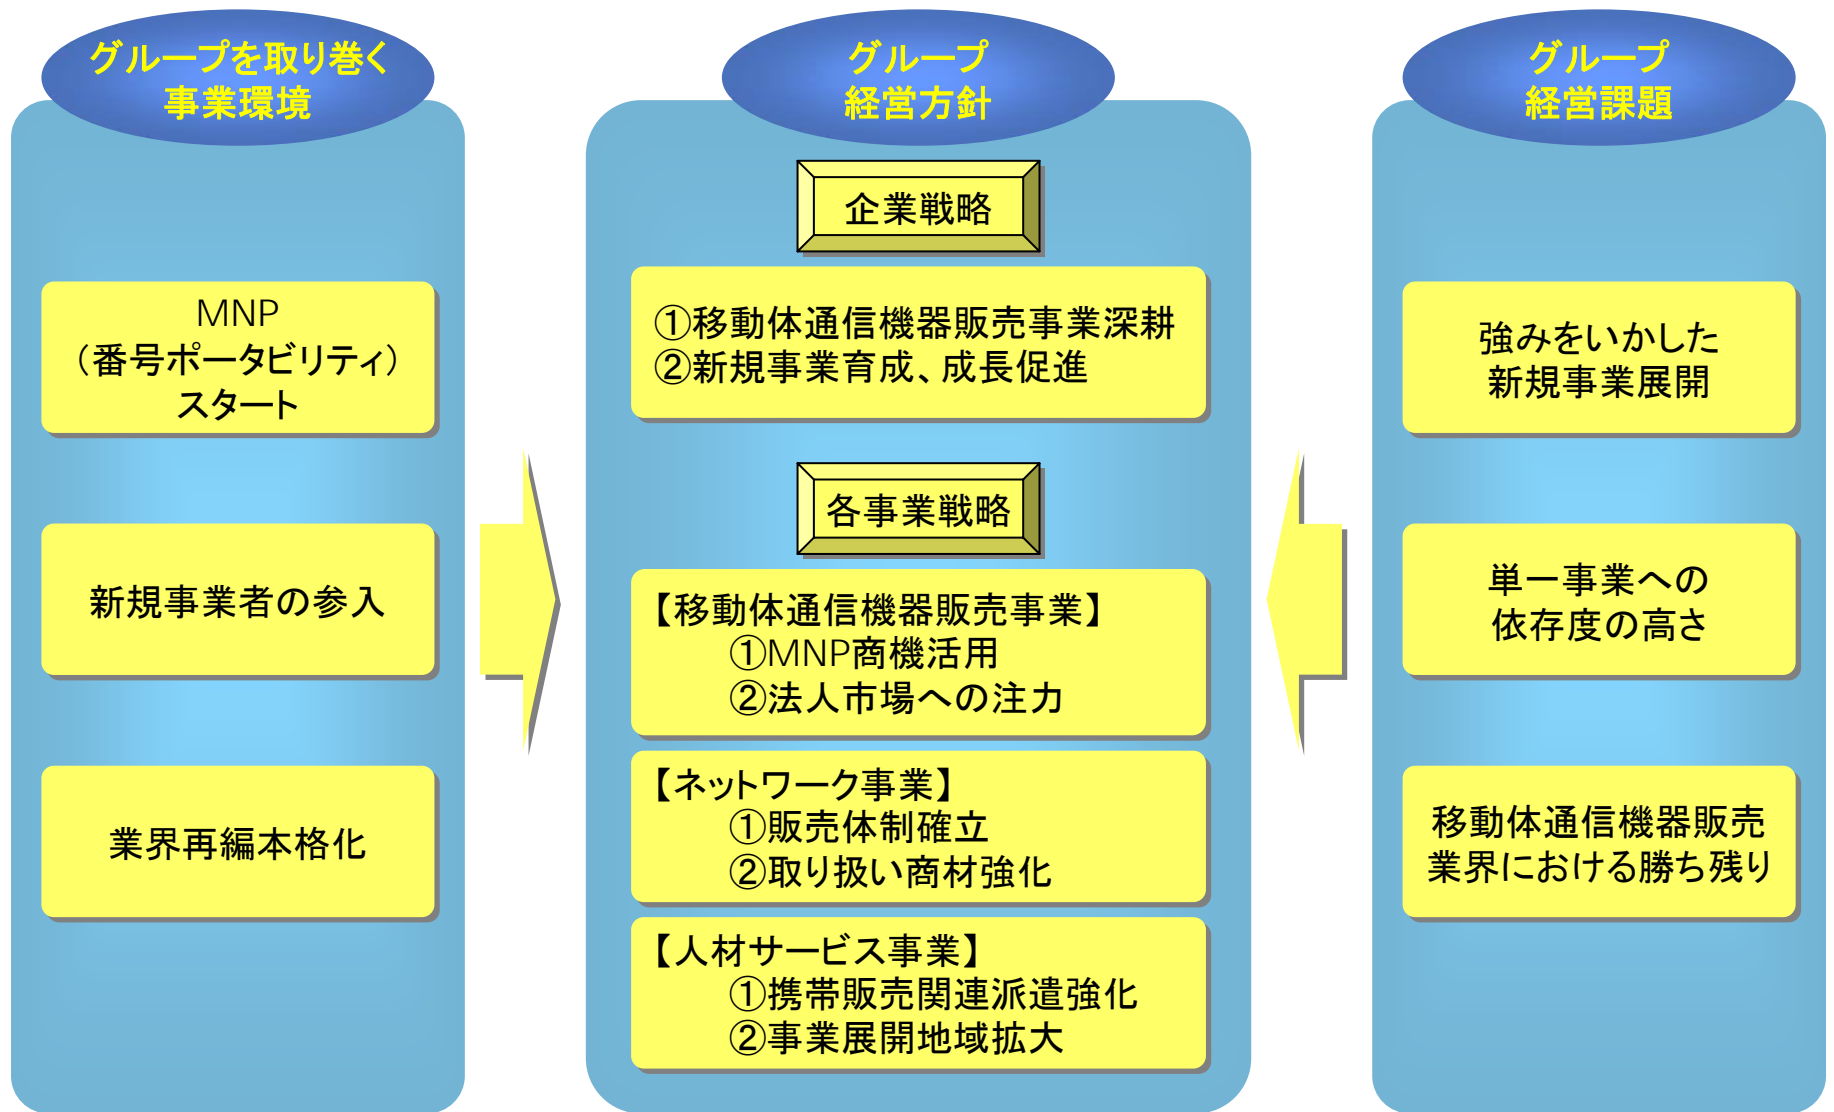 グループを取り巻く
事業環境
MNP
（番号ポータビリティ）
スタート
新規事業者の参入
業界再編本格化
グループ
経営方針
企業戦略
①移動体通信機器販売事業深耕
②新規事業育成、成長促進
各事業戦略
【移動体通信機器販売事業】
①MNP商機活用
②法人市場への注力
【ネットワーク事業】
①販売体制確立
②取り扱い商材強化
【人材サービス事業】
①携帯販売関連派遣強化
②事業展開地域拡大
グループ
経営課題
強みをいかした
新規事業展開
単一事業への
依存度の高さ
移動体通信機器販売
業界における勝ち残り